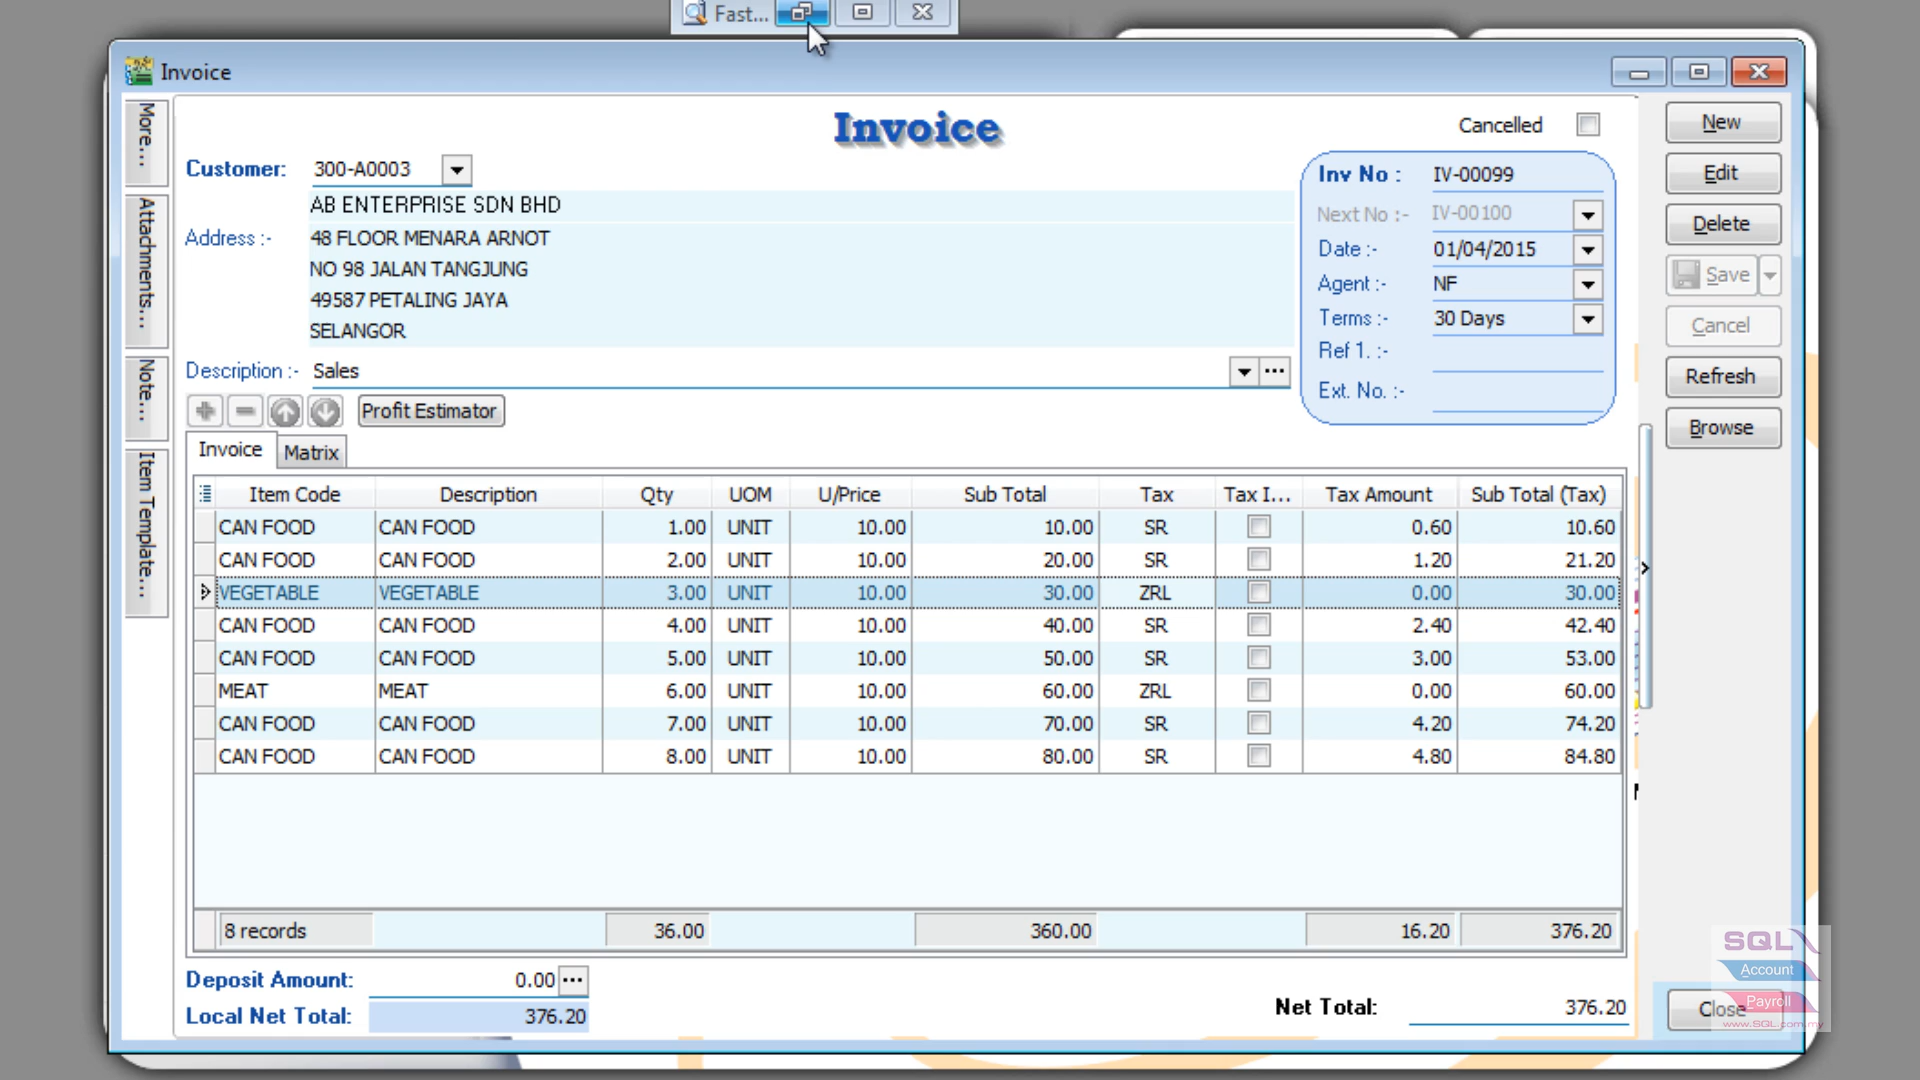 Fast...
Invoice
More...
Attachments...
Note...
Item Template...
Invoice
Cancelled
Customer: 300-A0003
AB ENTERPRISE SDN BHD
Address :- 48 FLOOR MENARA ARNOT
NO 98 JALAN TANGJUNG
49587 PETALING JAYA
SELANGOR
Description :- Sales
Inv No : IV-00099
Next No :- IV-00100
Date :- 01/04/2015
Agent :- NF
Terms :- 30 Days
Ref 1. :-
Ext. No. :-
New
Edit
Delete
Save
Cancel
Refresh
Browse
Profit Estimator
Invoice Matrix
Item Code Description Qty UOM U/Price Sub Total Tax Tax I... Tax Amount Sub Total (Tax)
CAN FOOD CAN FOOD 1.00 UNIT 10.00 10.00 SR 0.60 10.60
CAN FOOD CAN FOOD 2.00 UNIT 10.00 20.00 SR 1.20 21.20
VEGETABLE VEGETABLE 3.00 UNIT 10.00 30.00 ZRL 0.00 30.00
CAN FOOD CAN FOOD 4.00 UNIT 10.00 40.00 SR 2.40 42.40
CAN FOOD CAN FOOD 5.00 UNIT 10.00 50.00 SR 3.00 53.00
MEAT MEAT 6.00 UNIT 10.00 60.00 ZRL 0.00 60.00
CAN FOOD CAN FOOD 7.00 UNIT 10.00 70.00 SR 4.20 74.20
CAN FOOD CAN FOOD 8.00 UNIT 10.00 80.00 SR 4.80 84.80
8 records 36.00 360.00 16.20 376.20
Deposit Amount: 0.00
Local Net Total: 376.20
Net Total: 376.20
SQL
Account
Payroll
www.SQL.com.my
Close